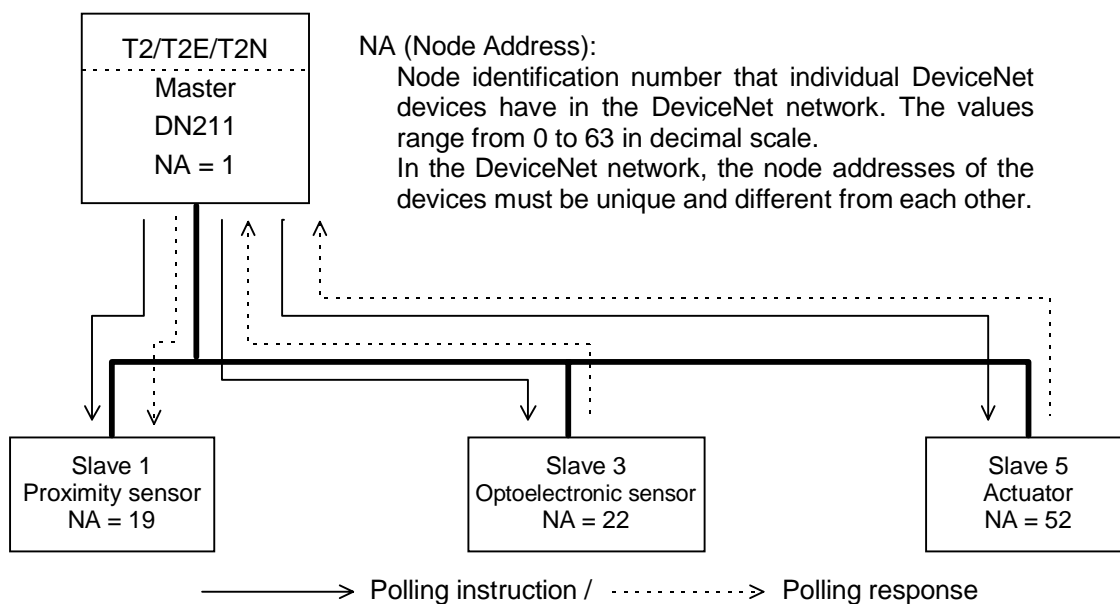 T2/T2E/T2N
Master
DN211
NA = 1
NA (Node Address):
Node identification number that individual DeviceNet
devices have in the DeviceNet network. The values
range from 0 to 63 in decimal scale.
In the DeviceNet network, the node addresses of the
devices must be unique and different from each other.
Slave 1
Proximity sensor
NA = 19
Slave 3
Optoelectronic sensor
NA = 22
Slave 5
Actuator
NA = 52
Polling instruction / Polling response